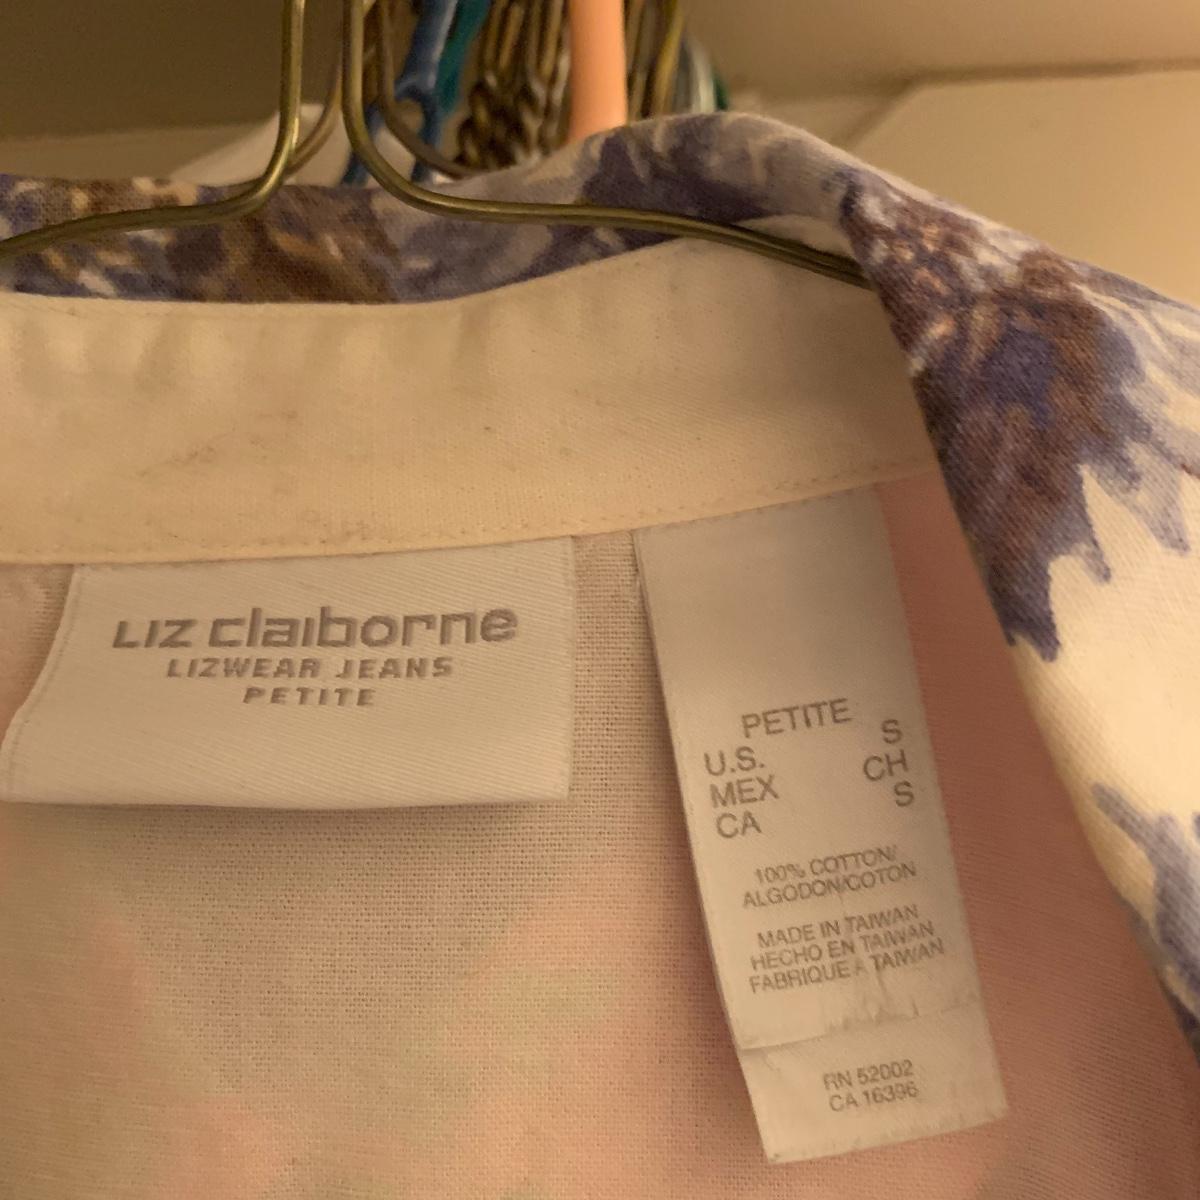 LIZ claiborne
LIZWEAR JEANS
PETITE
PETITE
U.S. S
MEX CH
CA S
100% COTTON/
ALGODON/COTON
MADE IN TAIWAN
HECHO EN TAIWAN
FABRIQUE A TAIWAN
RN 52002
CA 16396